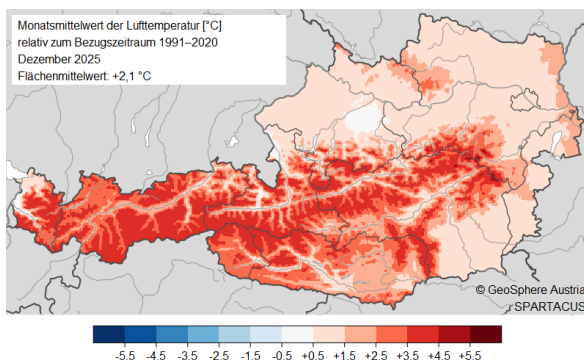 Monatsmittelwert der Lufttemperatur [°C]
relativ zum Bezugszeitraum 1991–2020
Dezember 2025
Flächenmittelwert: +2,1 °C
© GeoSphere Austria
SPARTACUS
-5.5 -4.5 -3.5 -2.5 -1.5 -0.5 +0.5 +1.5 +2.5 +3.5 +4.5 +5.5